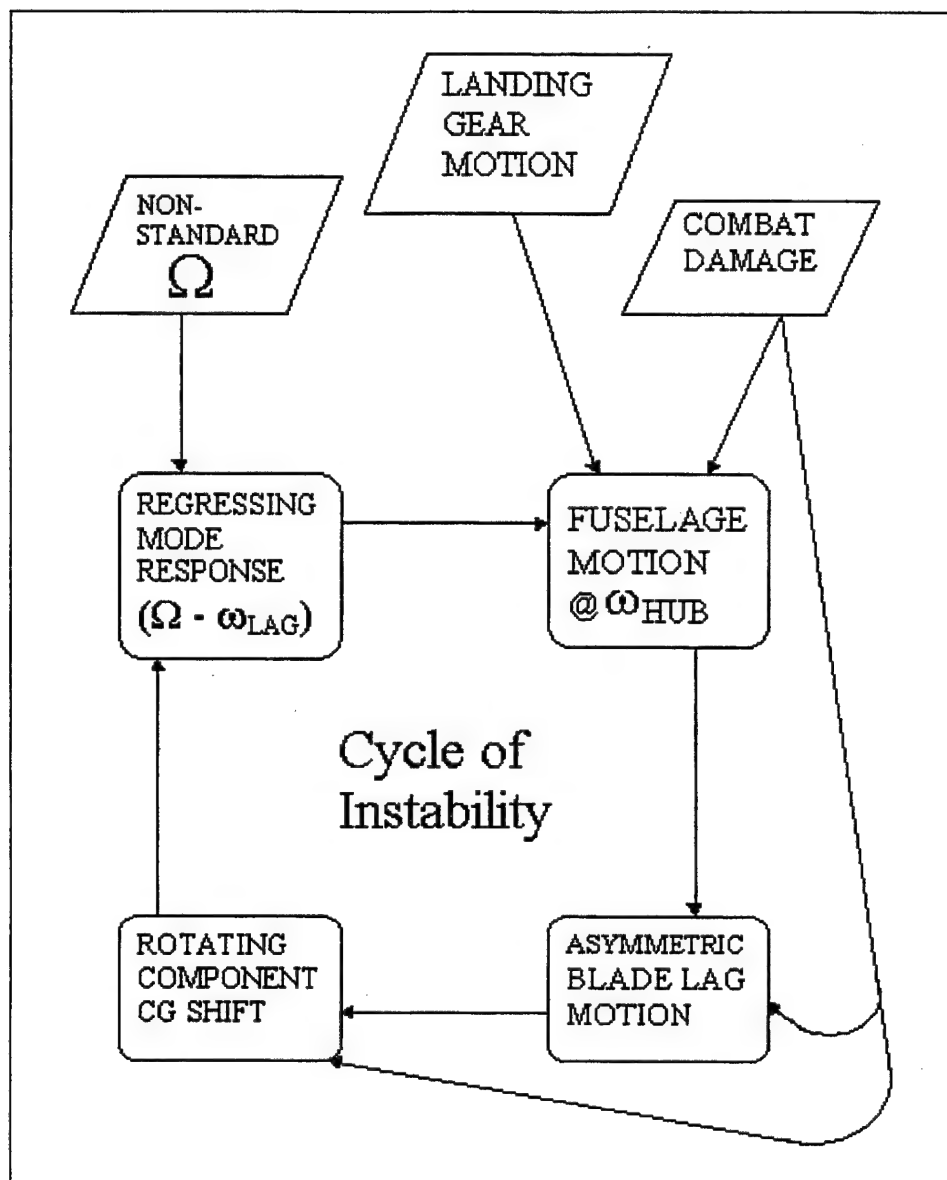 LANDING
GEAR
MOTION
NON-
STANDARD
Ω
COMBAT
DAMAGE
REGRESSING
MODE
RESPONSE
(Ω - ωLAG)
FUSELAGE
MOTION
@ ωHUB
Cycle of
Instability
ROTATING
COMPONENT
CG SHIFT
ASYMMETRIC
BLADE LAG
MOTION